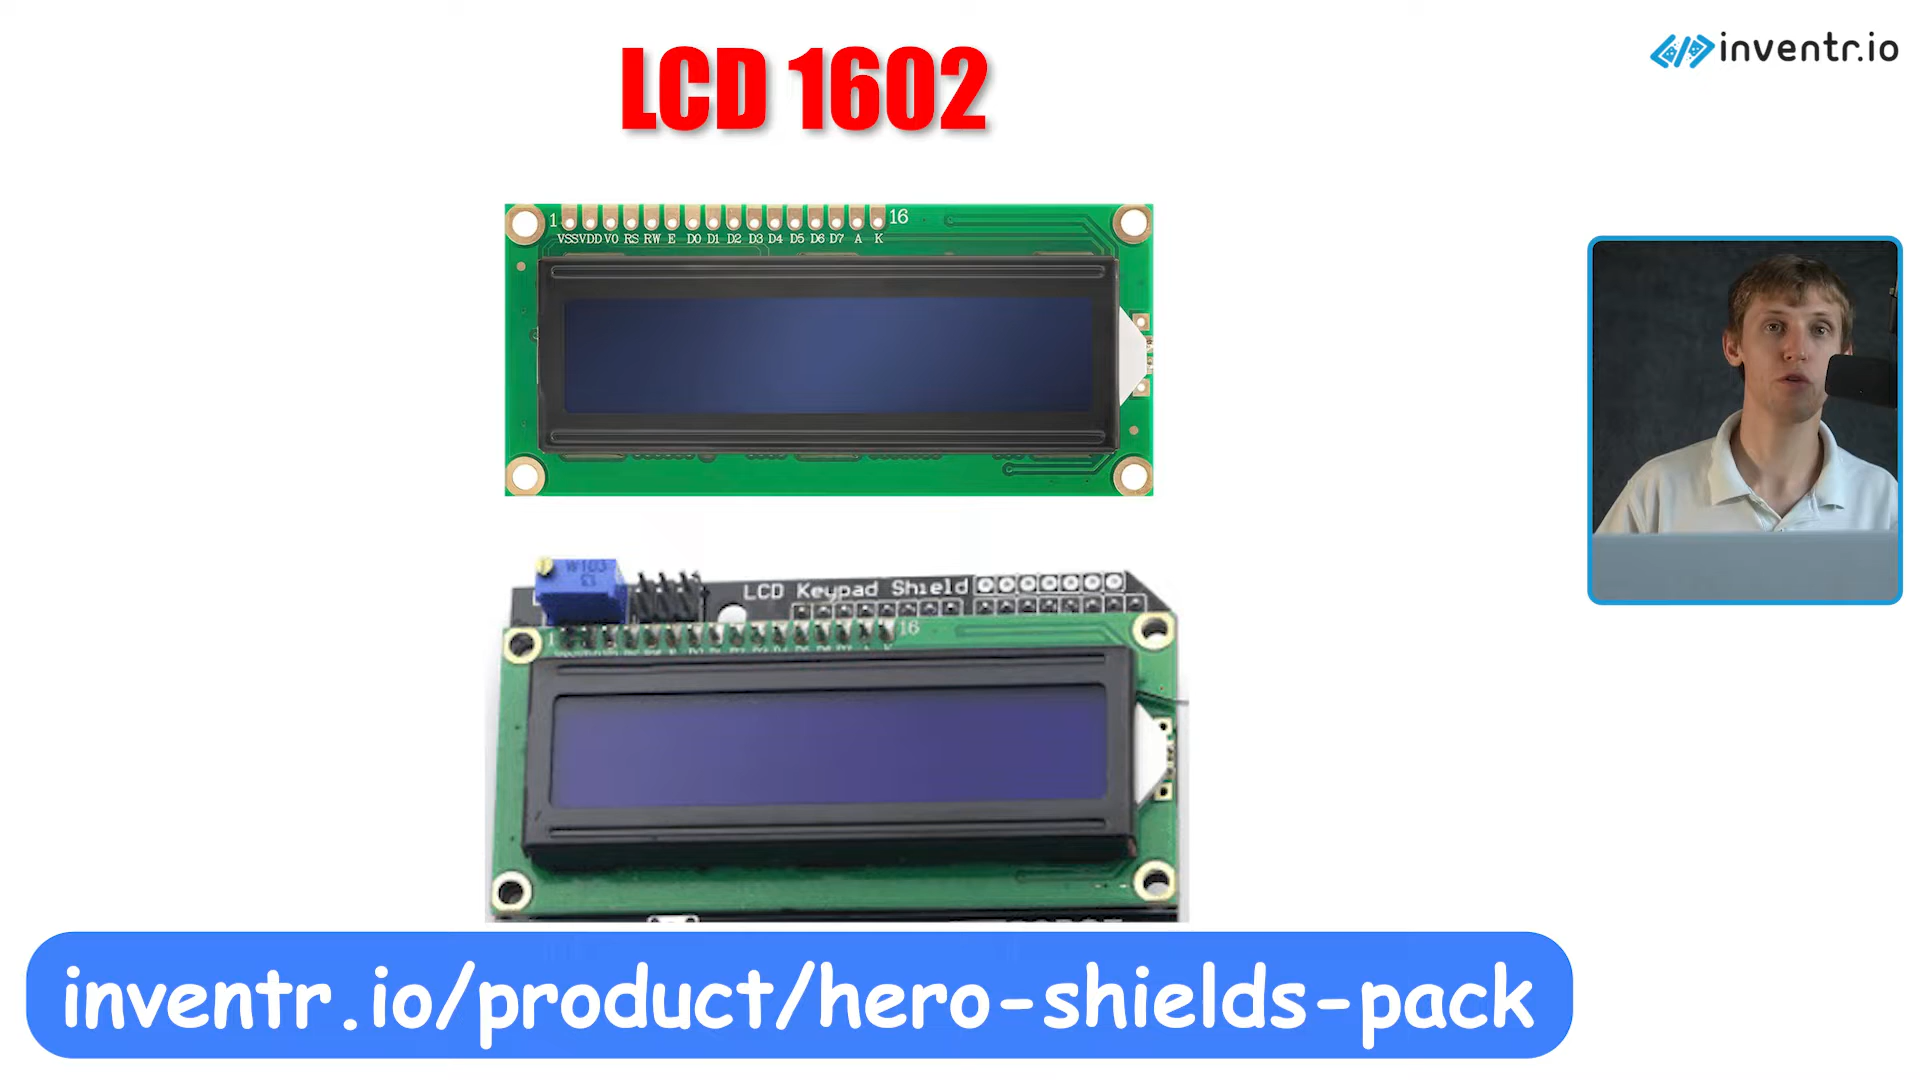 LCD 1602
inventr.io
1 16
VSS VDD V0 RS RW E D0 D1 D2 D3 D4 D5 D6 D7 A K
W103
LCD Keypad Shield
1 16
inventr.io/product/hero-shields-pack